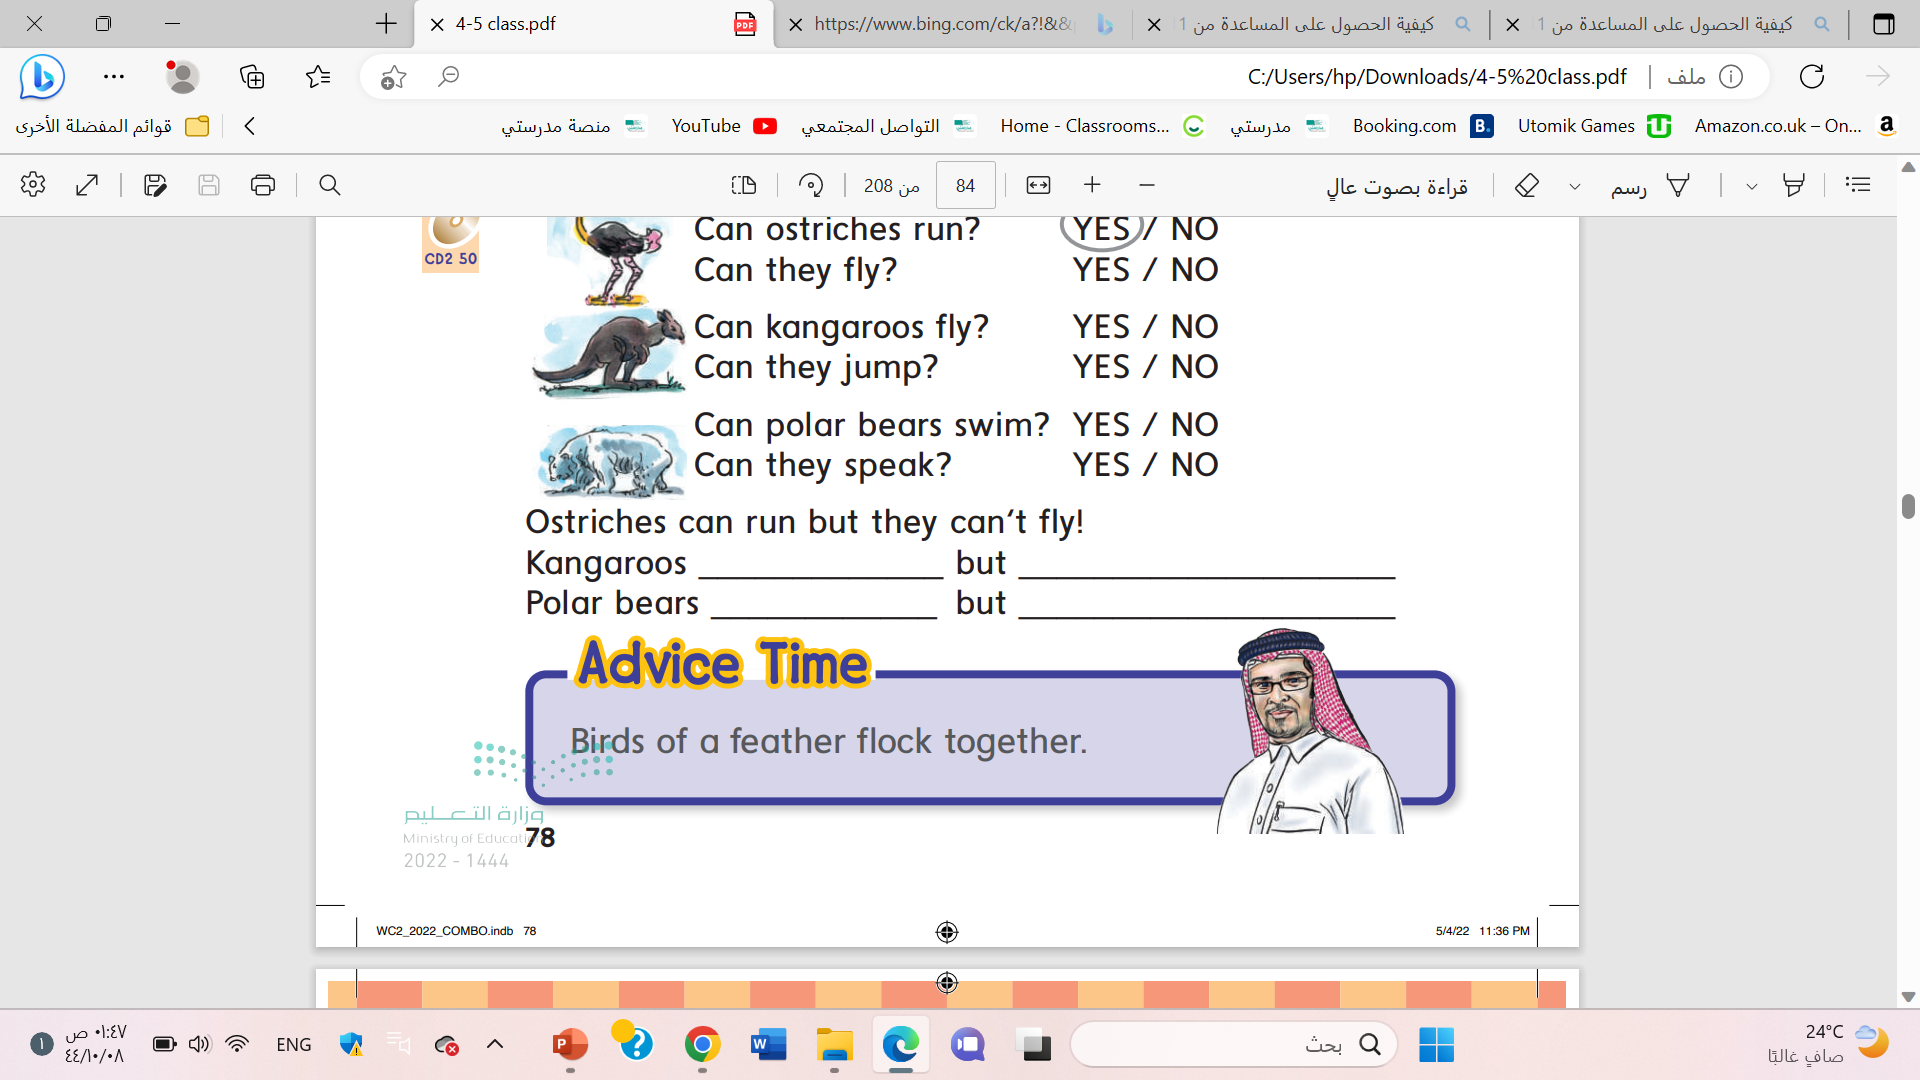 4-5 class.pdf
https://www.bing.com/ck/a?!&&
كيفية الحصول على المساعدة من 1
كيفية الحصول على المساعدة من 1
C:/Users/hp/Downloads/4-5%20class.pdf
ملف
قوائم المفضلة الأخرى
منصة مدرستي
YouTube
التواصل المجتمعي
Home - Classrooms...
مدرستي
Booking.com
Utomik Games
Amazon.co.uk – On...
من 208
84
قراءة بصوت عالٍ
رسم
CD2 50
Can ostriches run? YES / NO
Can they fly? YES / NO
Can kangaroos fly? YES / NO
Can they jump? YES / NO
Can polar bears swim? YES / NO
Can they speak? YES / NO
Ostriches can run but they can't fly!
Kangaroos ______________ but ______________________
Polar bears _____________ but ______________________
Advice Time
Birds of a feather flock together.
وزارة التعليم
Ministry of Education
2022 - 1444
78
WC2_2022_COMBO.indb 78
5/4/22 11:36 PM
٠١:٤٧ ص
٤٤/١٠/٠٨
١
ENG
بحث
24°C
صافٍ غالبًا